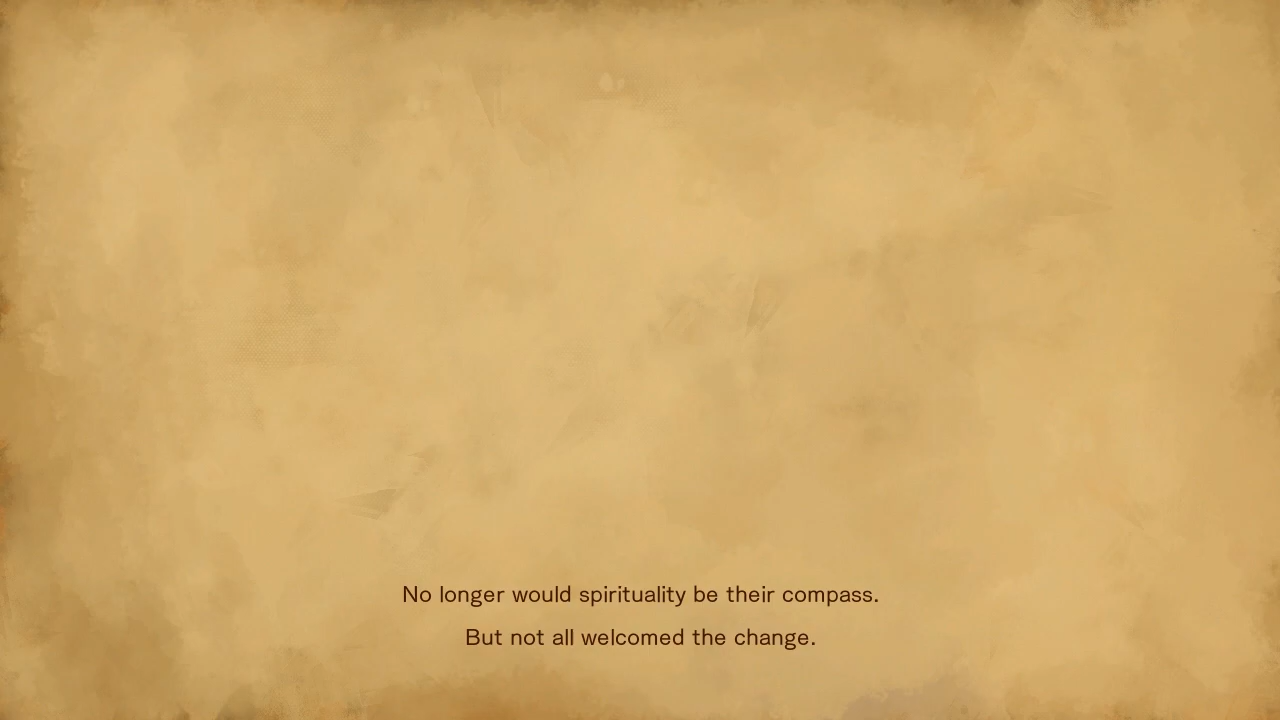 No longer would spirituality be their compass.
But not all welcomed the change.